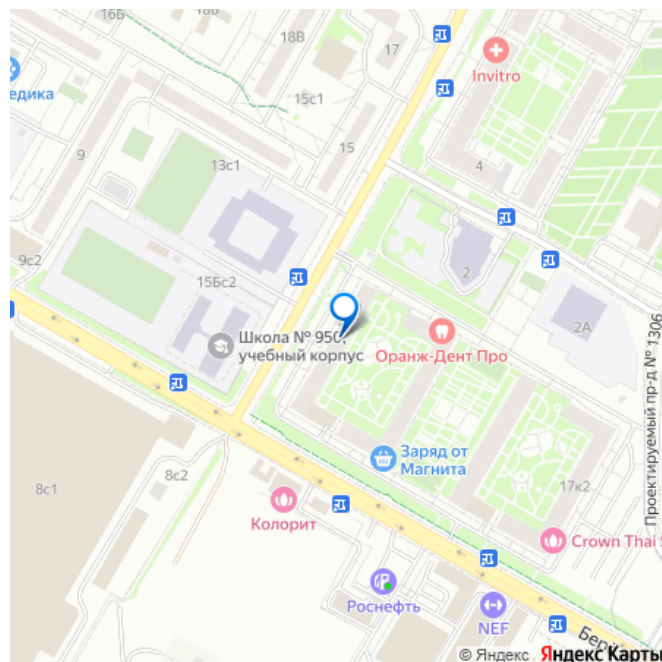 16Б
18В
17
Invitro
едика
15с1
9
13с1
15
4
9с2
15Бс2
2
2А
Школа № 950,
учебный корпус
Оранж-Дент Про
Проектируемый пр-д № 1306
Заряд от
Магнита
8с1
8с2
17к2
Колорит
Crown Thai S
Роснефть
NEF
Бер
© Яндекс Яндекс Карты